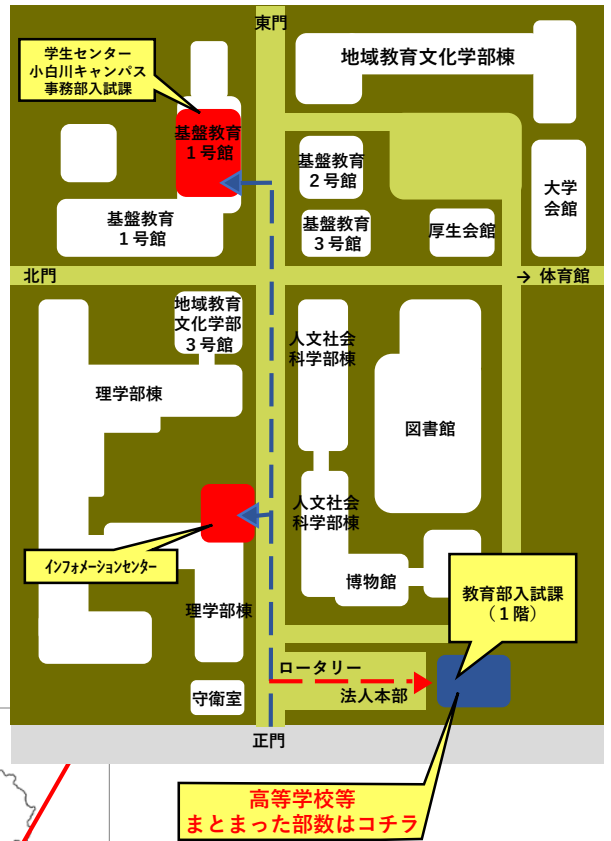 東門
学生センター
小白川キャンパス
事務部入試課
地域教育文化学部棟
基盤教育
１号館
基盤教育
２号館
大学
会館
基盤教育
１号館
基盤教育
３号館
厚生会館
北門
→ 体育館
地域教育
文化学部
３号館
人文社会
科学部棟
理学部棟
図書館
人文社会
科学部棟
インフォメーションセンター
博物館
教育部入試課
（１階）
理学部棟
ロータリー
守衛室
法人本部
正門
高等学校等
まとまった部数はコチラ